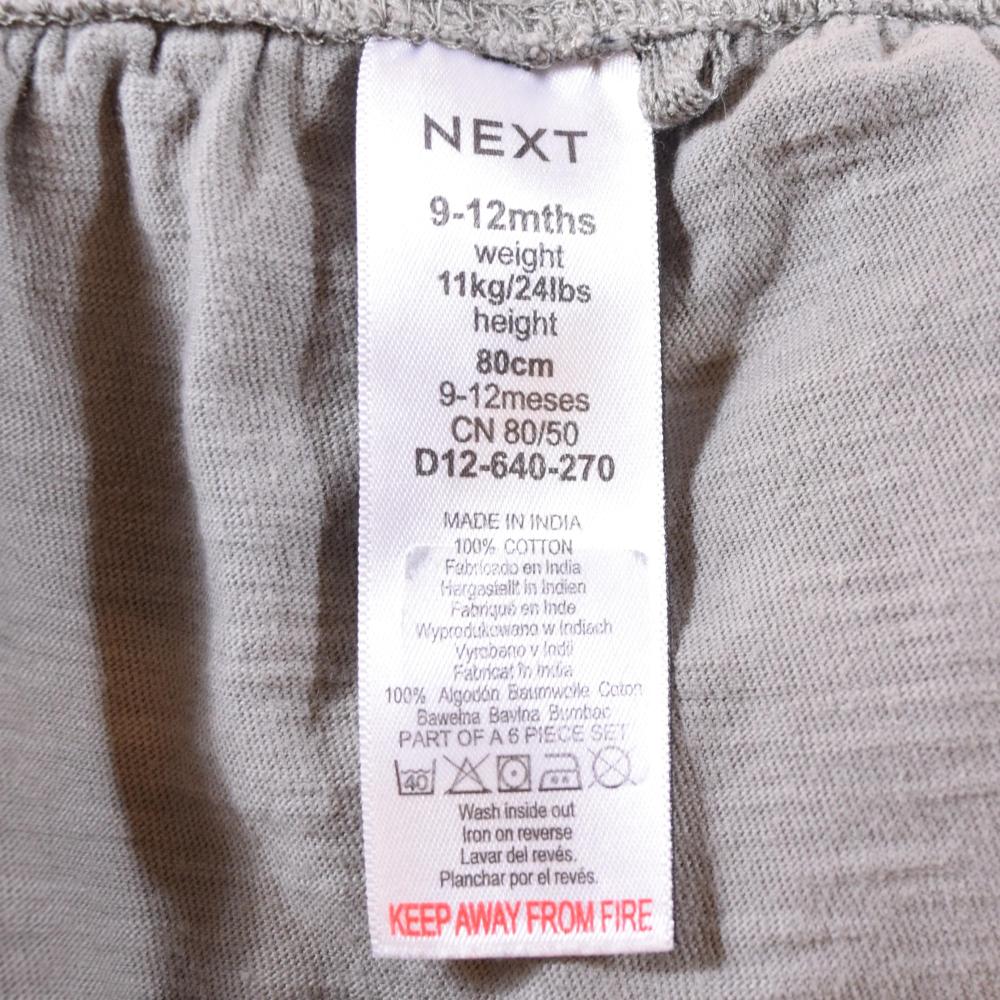 NEXT
9-12mths
weight
11kg/24lbs
height
80cm
9-12meses
CN 80/50
D12-640-270
MADE IN INDIA
100% COTTON
Fabricado en India
Hergestellt in Indien
Fabriqué en Inde
Wyprodukowano w Indiach
Vyrobano v Indii
Fabricat în India
100% Algodón Baumwolle Coton
Bawełna Bavlna Bumbac
PART OF A 6 PIECE SET
40
Wash inside out
Iron on reverse
Lavar del revés.
Planchar por el revés.
KEEP AWAY FROM FIRE